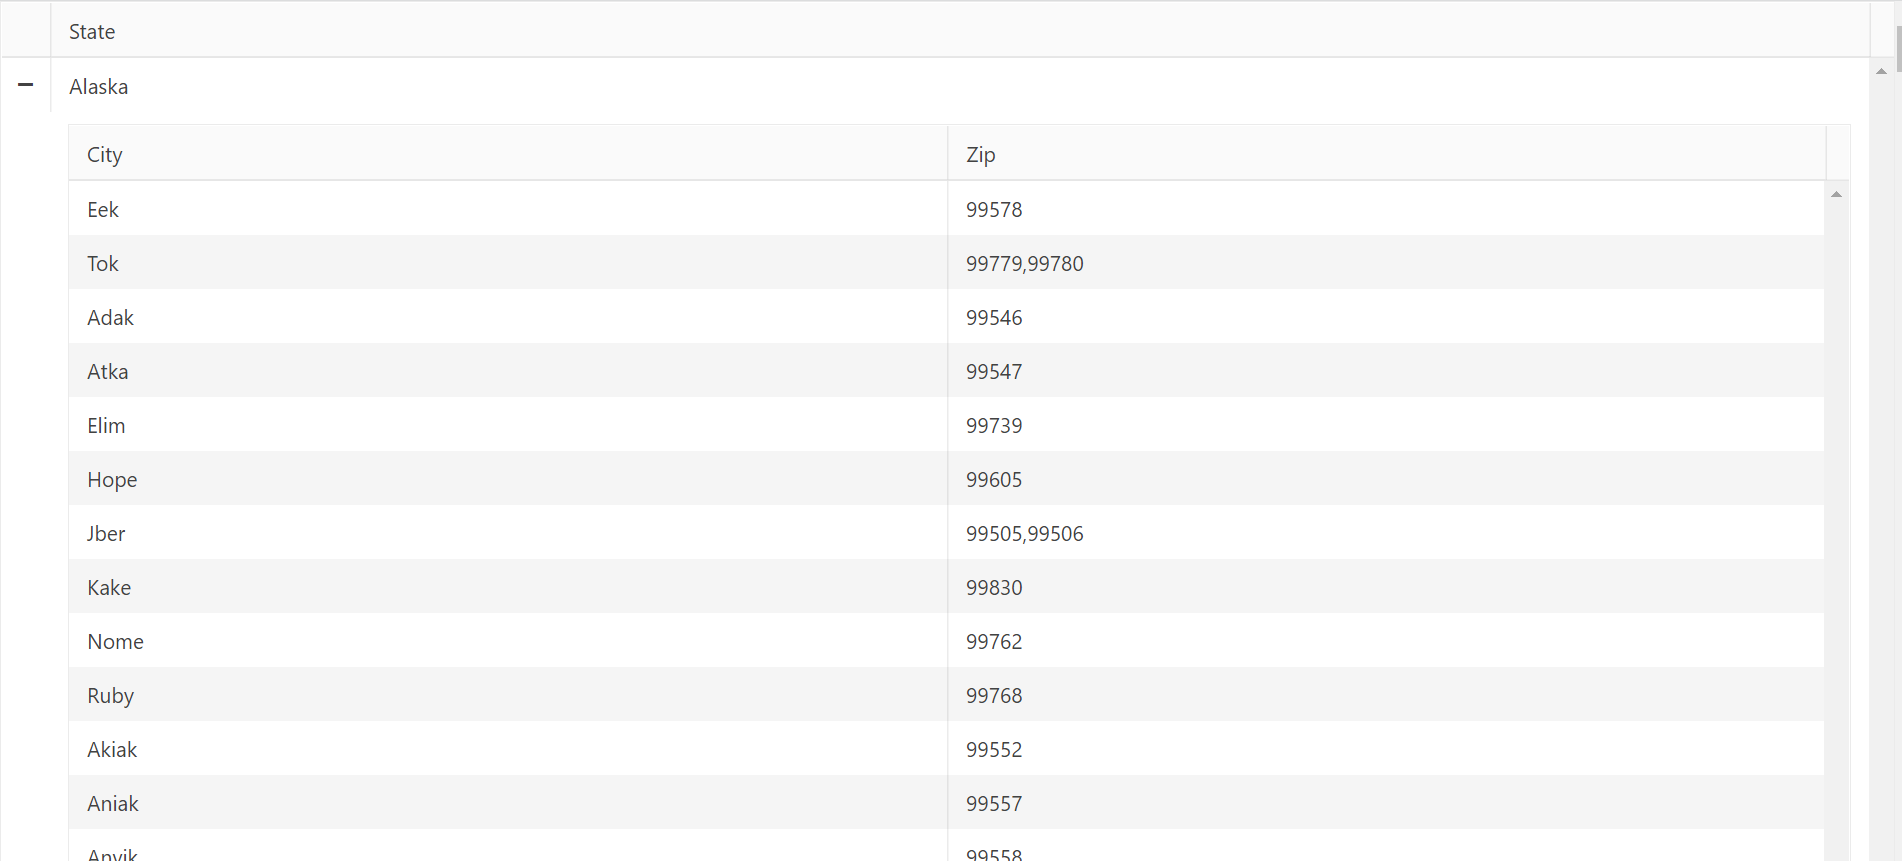 State
Alaska
City Zip
Eek 99578
Tok 99779,99780
Adak 99546
Atka 99547
Elim 99739
Hope 99605
Jber 99505,99506
Kake 99830
Nome 99762
Ruby 99768
Akiak 99552
Aniak 99557
Anvik 99558